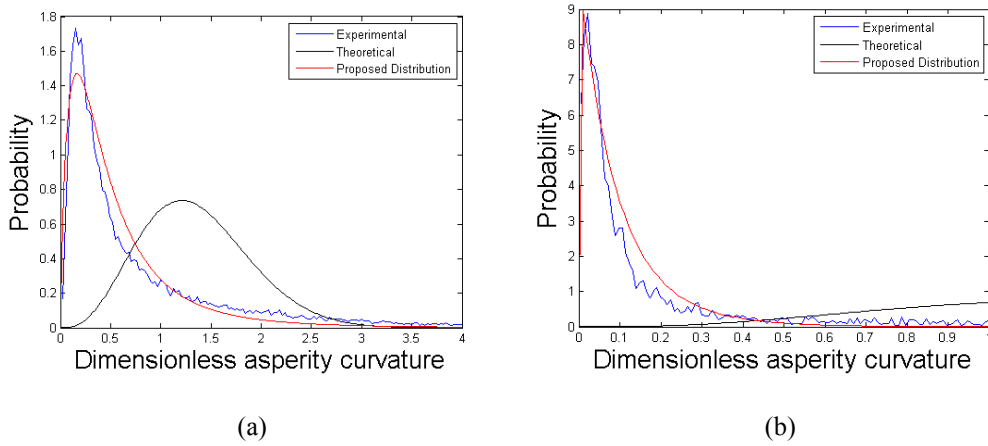 1.8
1.6
1.4
1.2
1
0.8
0.6
0.4
0.2
0
Probability
0 0.5 1 1.5 2 2.5 3 3.5 4
Dimensionless asperity curvature
Experimental
Theoretical
Proposed Distribution
(a)
9
8
7
6
5
4
3
2
1
0
Probability
0 0.1 0.2 0.3 0.4 0.5 0.6 0.7 0.8 0.9
Dimensionless asperity curvature
Experimental
Theoretical
Proposed Distribution
(b)